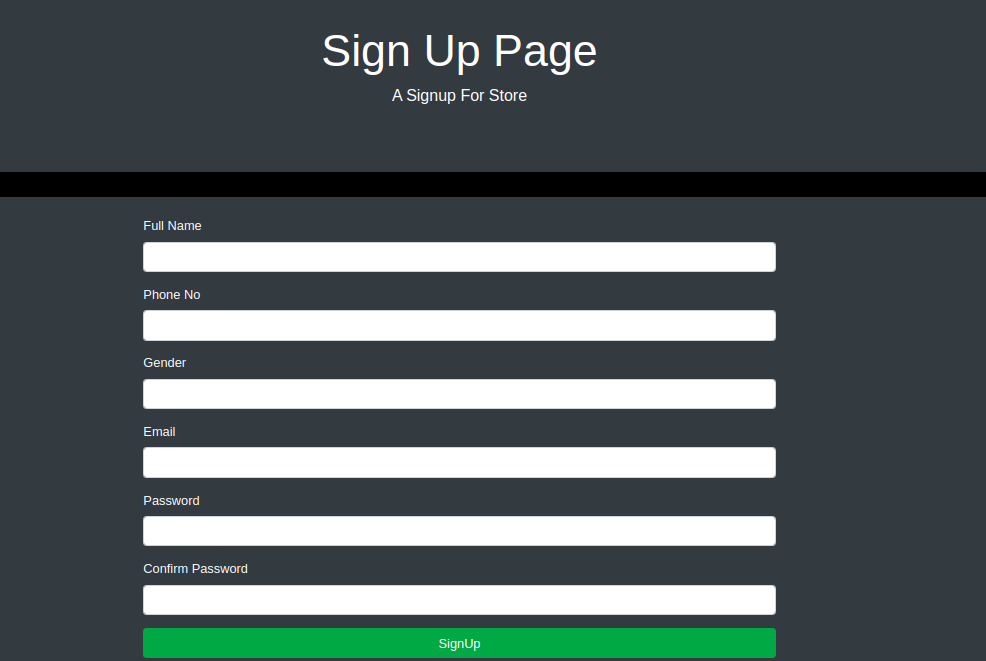 Sign Up Page
A Signup For Store
Full Name
Phone No
Gender
Email
Password
Confirm Password
SignUp